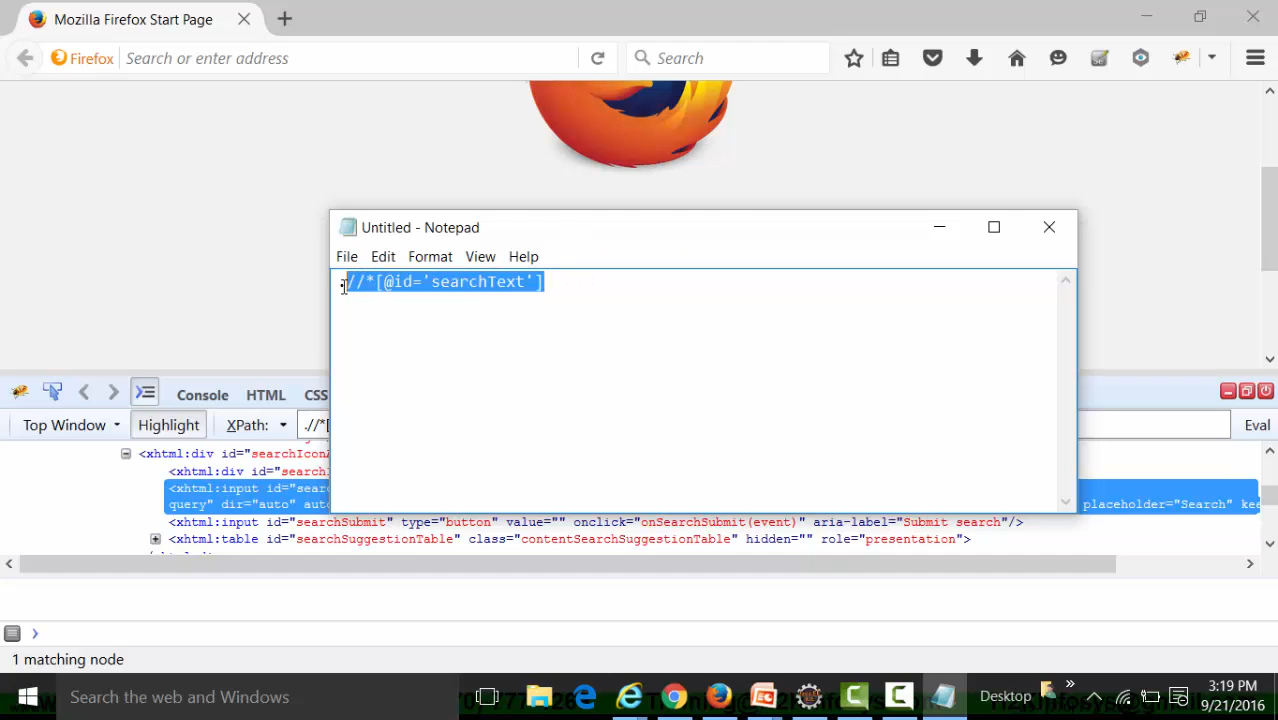 Mozilla Firefox Start Page
Firefox Search or enter address Search
Untitled - Notepad
File Edit Format View Help
.//*[@id='searchText']
Console HTML CSS
Top Window Highlight XPath: .//*[ Eval
<xhtml:div id="searchIcon
<xhtml:div id="searchI
<xhtml:input id="sear placeholder="Search"
query" dir="auto"
<xhtml:input id="searchSubmit" type="button" value="" onclick="onSearchSubmit(event)" aria-label="Submit search"/>
<xhtml:table id="searchSuggestionTable" class="contentSearchSuggestionTable" hidden="" role="presentation">
1 matching node
Search the web and Windows Desktop 3:19 PM
9/21/2016